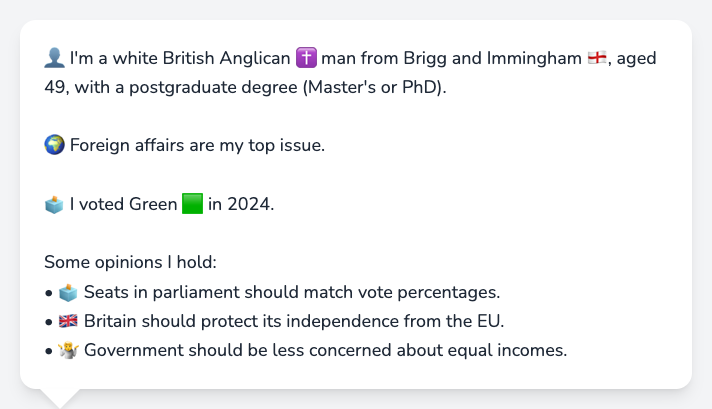 👤 I'm a white British Anglican ✝️ man from Brigg and Immingham 🏴󠁧󠁢󠁥󠁮󠁧󠁿, aged
49, with a postgraduate degree (Master's or PhD).
🌍 Foreign affairs are my top issue.
🗳️ I voted Green 🟩 in 2024.
Some opinions I hold:
• 🗳️ Seats in parliament should match vote percentages.
• 🇬🇧 Britain should protect its independence from the EU.
• 🤷 Government should be less concerned about equal incomes.